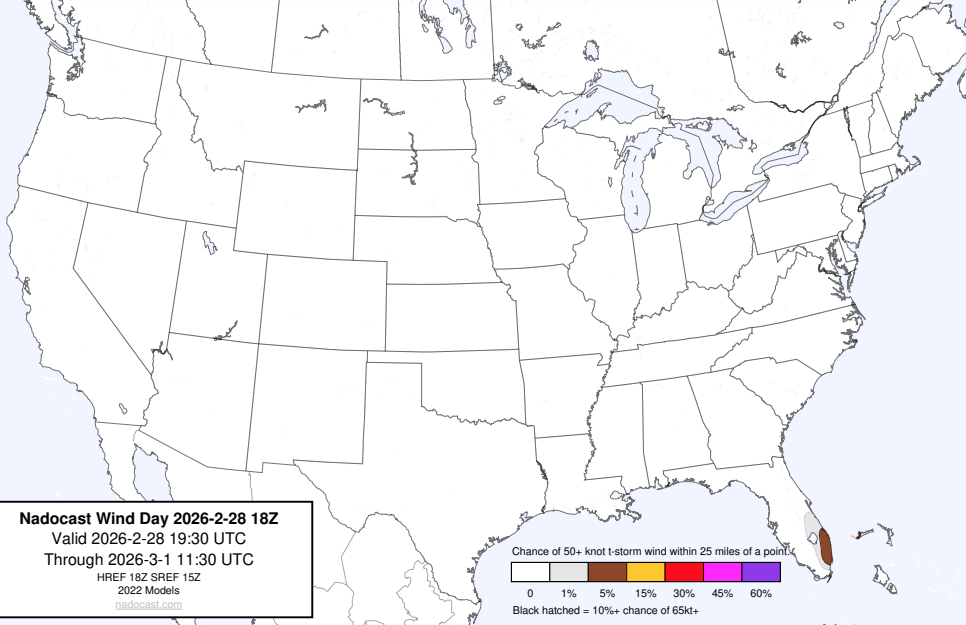 Nadocast Wind Day 2026-2-28 18Z
Valid 2026-2-28 19:30 UTC
Through 2026-3-1 11:30 UTC
HREF 18Z SREF 15Z
2022 Models
nadocast.com
Chance of 50+ knot t-storm wind within 25 miles of a point.
0 1% 5% 15% 30% 45% 60%
Black hatched = 10%+ chance of 65kt+